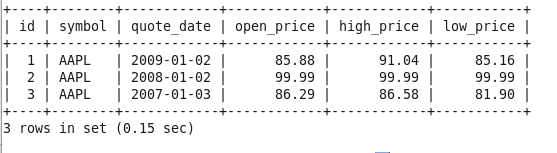 +----+--------+------------+------------+------------+-----------+
| id | symbol | quote_date | open_price | high_price | low_price |
+----+--------+------------+------------+------------+-----------+
|  1 | AAPL   | 2009-01-02 |      85.88 |      91.04 |     85.16 |
|  2 | AAPL   | 2008-01-02 |      99.99 |      99.99 |     99.99 |
|  3 | AAPL   | 2007-01-03 |      86.29 |      86.58 |     81.90 |
+----+--------+------------+------------+------------+-----------+
3 rows in set (0.15 sec)